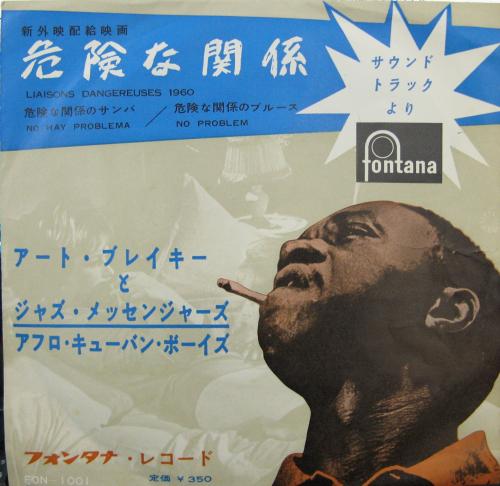 新外映配給映画
危険な関係
LIAISONS DANGEREUSES 1960
危険な関係のサンバ / 危険な関係のブルース
NO HAY PROBLEMA NO PROBLEM
サウンド
トラック
より
fontana
アート・ブレイキー
と
ジャズ・メッセンジャーズ
アフロ・キューバン・ボーイズ
フォンタナ・レコード
FON-1001 定価 ¥350